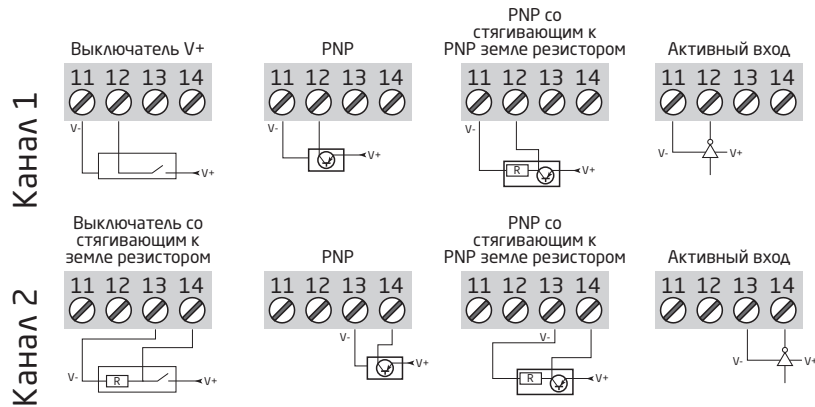 Канал 1
Выключатель V+
11 12 13 14
V-
V+
PNP
11 12 13 14
V-
V+
PNP со
стягивающим к
PNP земле резистором
11 12 13 14
V-
R
V+
Активный вход
11 12 13 14
V-
V+
Канал 2
Выключатель со
стягивающим к
земле резистором
11 12 13 14
V-
R
V+
PNP
11 12 13 14
V-
V+
PNP со
стягивающим к
PNP земле резистором
11 12 13 14
V-
R
V+
Активный вход
11 12 13 14
V-
V+